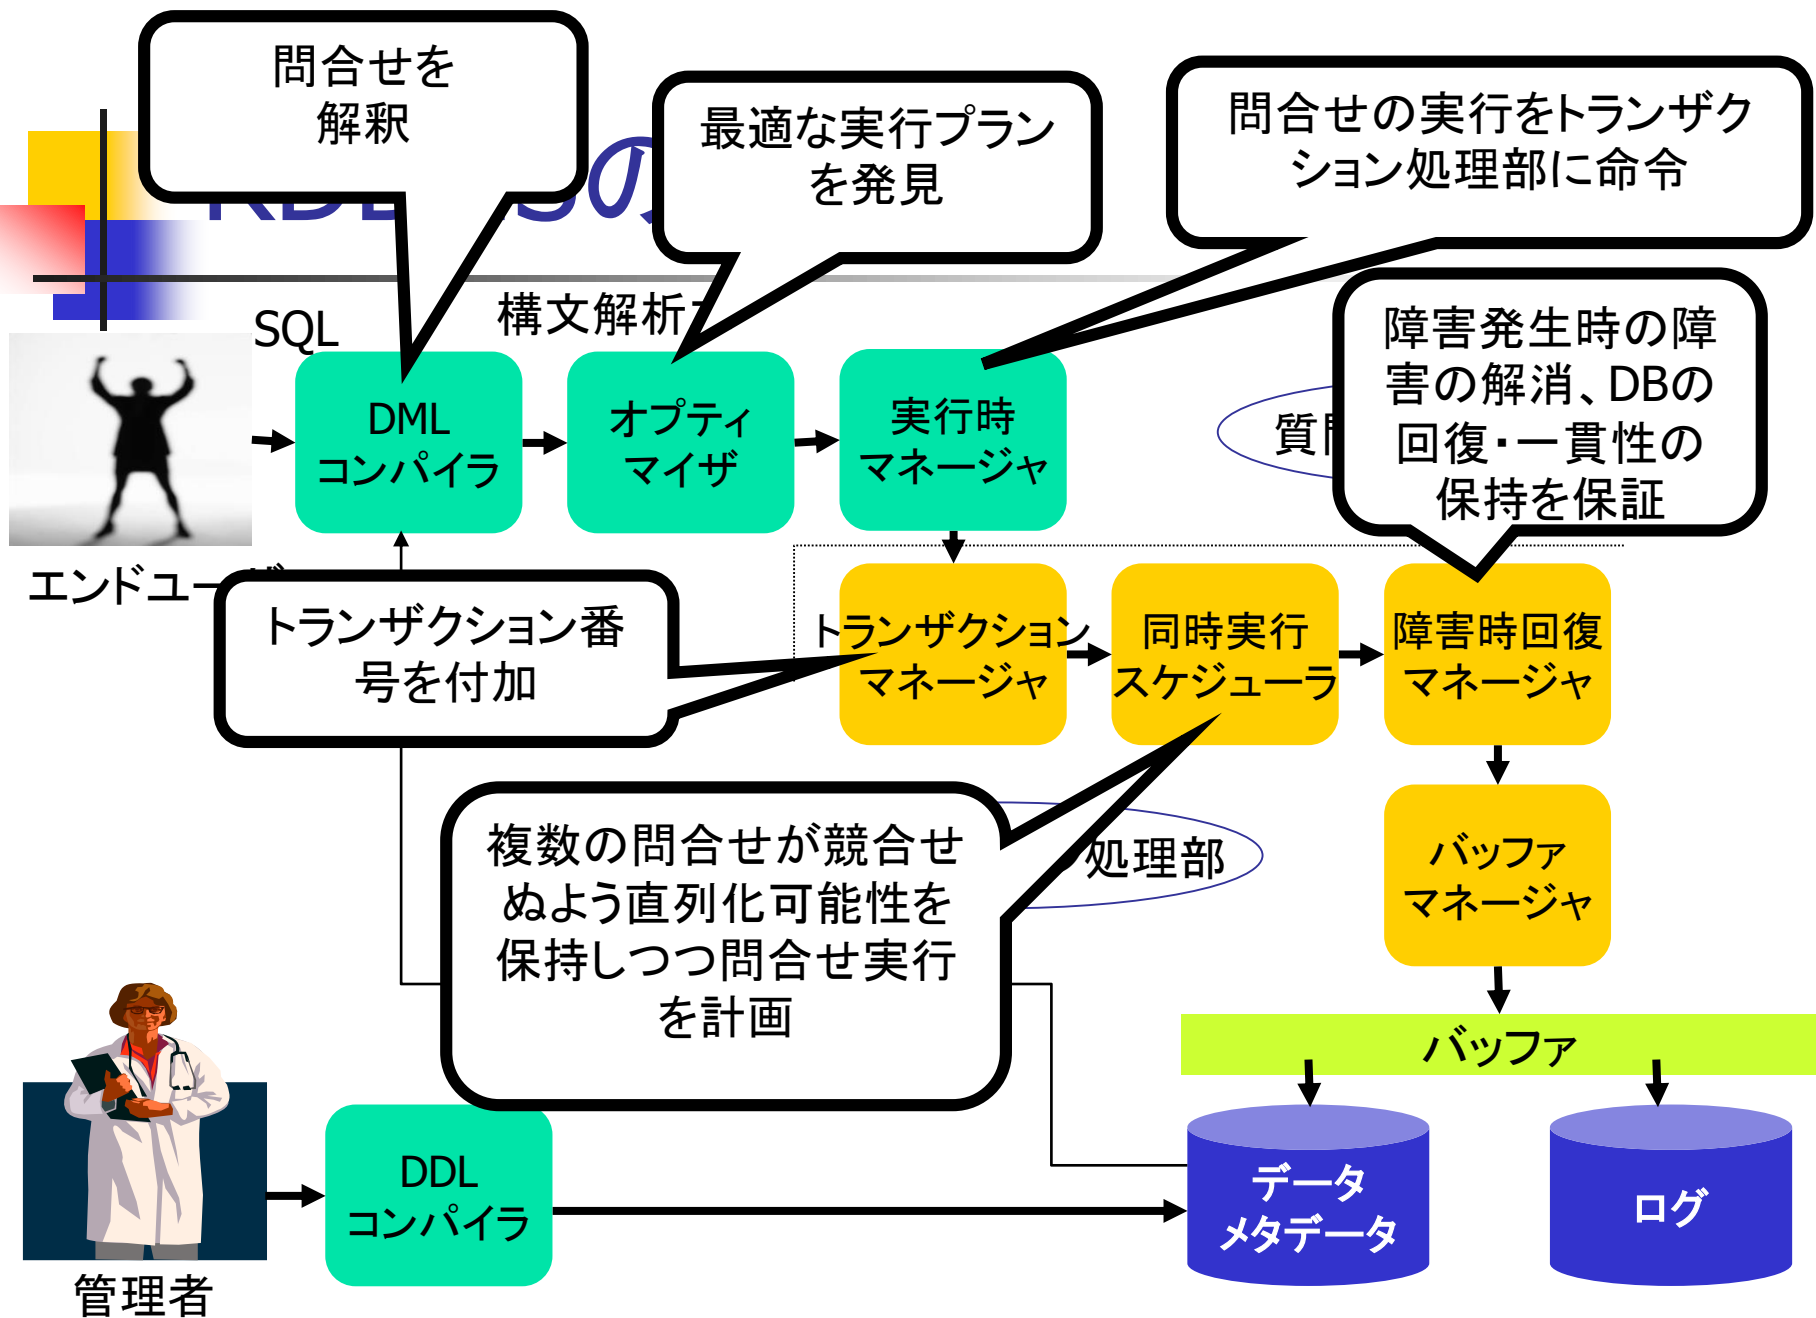 問合せを
解釈
最適な実行プラン
を発見
問合せの実行をトランザク
ション処理部に命令
SQL
構文解析
障害発生時の障
害の解消、DBの
回復・一貫性の
保持を保証
DML
コンパイラ
オプティ
マイザ
実行時
マネージャ
エンドユーザ
トランザクション番
号を付加
トランザクション
マネージャ
同時実行
スケジューラ
障害時回復
マネージャ
複数の問合せが競合せ
ぬよう直列化可能性を
保持しつつ問合せ実行
を計画
処理部
バッファ
マネージャ
バッファ
DDL
コンパイラ
データ
メタデータ
ログ
管理者